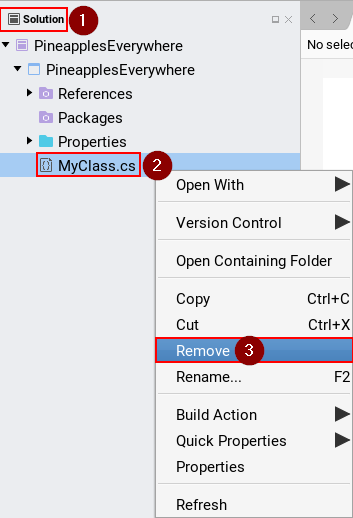 Solution 1
No selec
PineapplesEverywhere
PineapplesEverywhere
References
Packages
Properties
MyClass.cs 2
Open With
Version Control
Open Containing Folder
Copy Ctrl+C
Cut Ctrl+X
Remove 3
Rename... F2
Build Action
Quick Properties
Properties
Refresh